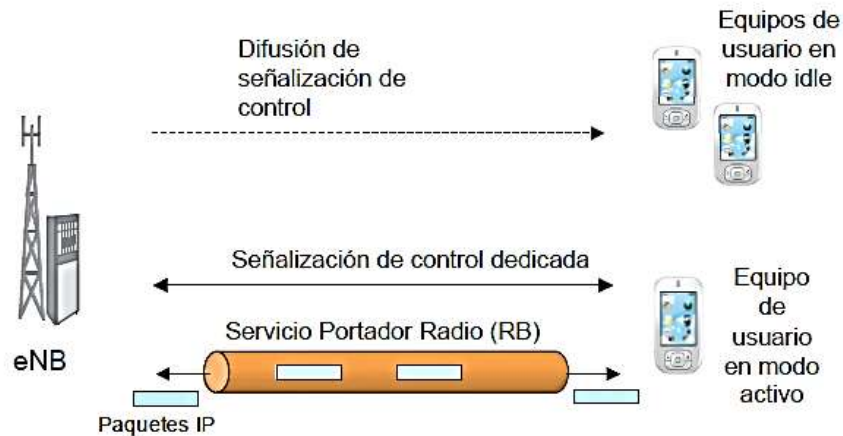 Difusión de
señalización de
control
Equipos de
usuario en
modo idle
Señalización de control dedicada
Servicio Portador Radio (RB)
eNB
Paquetes IP
Equipo
de
usuario
en modo
activo